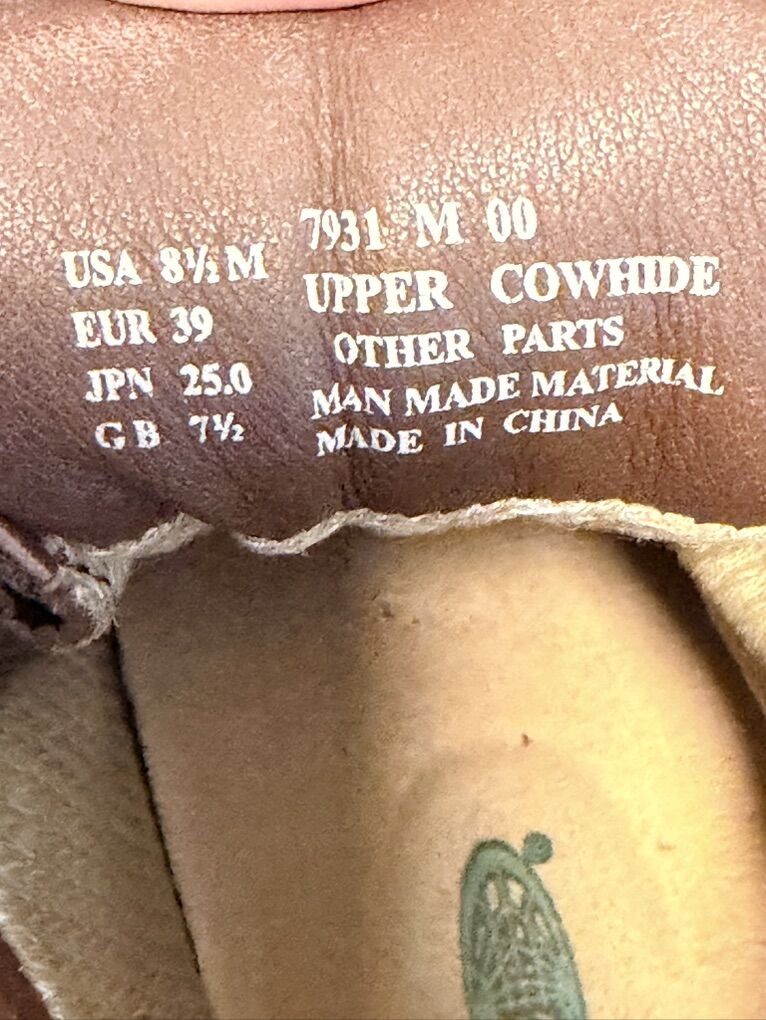 USA 8½ M
EUR 39
JPN 25.0
GB 7½
7931 M 00
UPPER COWHIDE
OTHER PARTS
MAN MADE MATERIAL
MADE IN CHINA